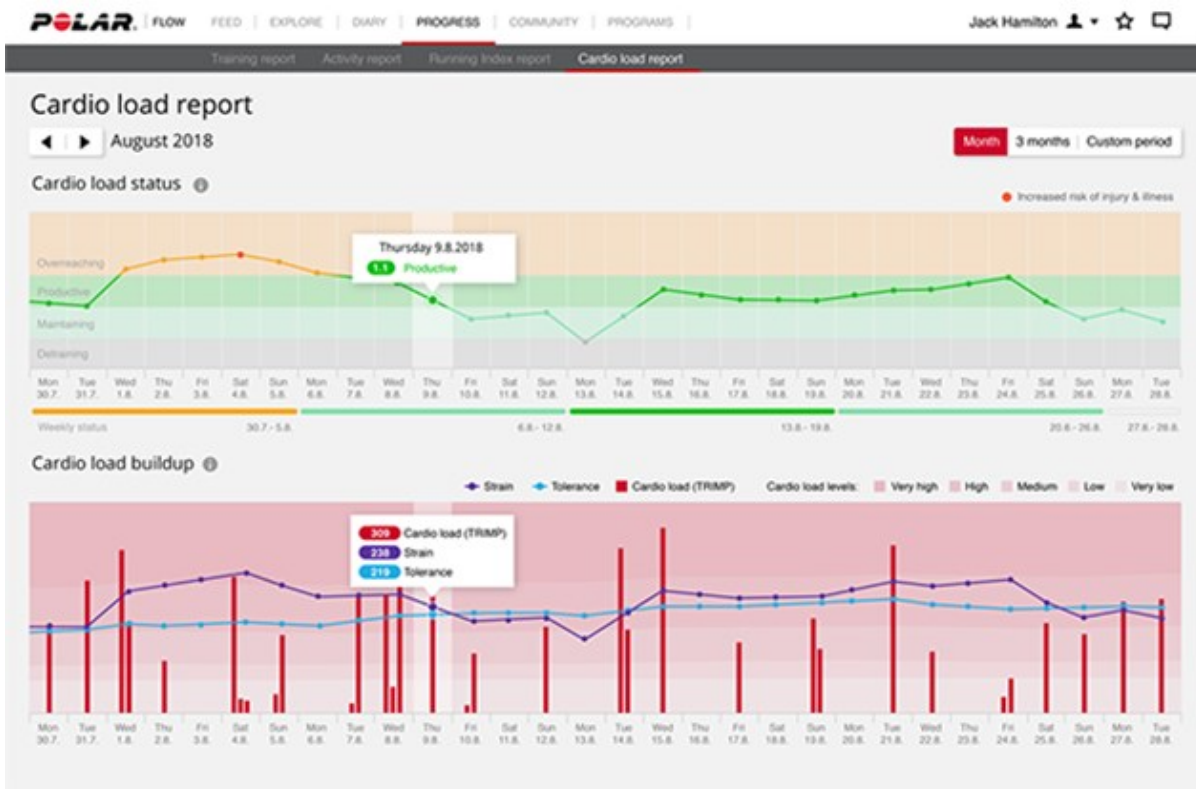 POLAR. FLOW FEED EXPLORE DIARY PROGRESS COMMUNITY PROGRAMS Jack Hamilton
Training report Activity report Running Index report Cardio load report
Cardio load report
August 2018
Month 3 months Custom period
Cardio load status
Increased risk of injury & illness
Thursday 9.8.2018
1.1 Productive
Overreaching
Productive
Maintaining
Detraining
Mon Tue Wed Thu Fri Sat Sun Mon Tue Wed Thu Fri Sat Sun Mon Tue Wed Thu Fri Sat Sun Mon Tue Wed Thu Fri Sat Sun Mon Tue
30.7. 31.7. 1.8. 2.8. 3.8. 4.8. 5.8. 6.8. 7.8. 8.8. 9.8. 10.8. 11.8. 12.8. 13.8. 14.8. 15.8. 16.8. 17.8. 18.8. 19.8. 20.8. 21.8. 22.8. 23.8. 24.8. 25.8. 26.8. 27.8. 28.8.
Weekly status 30.7.- 5.8. 6.8.- 12.8. 13.8.- 19.8. 20.8.- 26.8. 27.8.- 28.8.
Cardio load buildup
Strain Tolerance Cardio load (TRIMP) Cardio load levels: Very high High Medium Low Very low
309 Cardio load (TRIMP)
238 Strain
219 Tolerance
Mon Tue Wed Thu Fri Sat Sun Mon Tue Wed Thu Fri Sat Sun Mon Tue Wed Thu Fri Sat Sun Mon Tue Wed Thu Fri Sat Sun Mon Tue
30.7. 31.7. 1.8. 2.8. 3.8. 4.8. 5.8. 6.8. 7.8. 8.8. 9.8. 10.8. 11.8. 12.8. 13.8. 14.8. 15.8. 16.8. 17.8. 18.8. 19.8. 20.8. 21.8. 22.8. 23.8. 24.8. 25.8. 26.8. 27.8. 28.8.